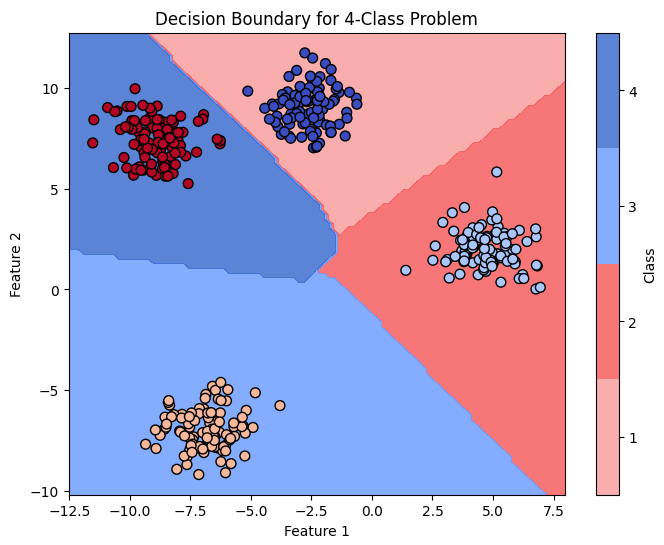 Decision Boundary for 4-Class Problem
10
5
0
−5
−10
Feature 2
−12.5 −10.0 −7.5 −5.0 −2.5 0.0 2.5 5.0 7.5
Feature 1
4
3
2
1
Class